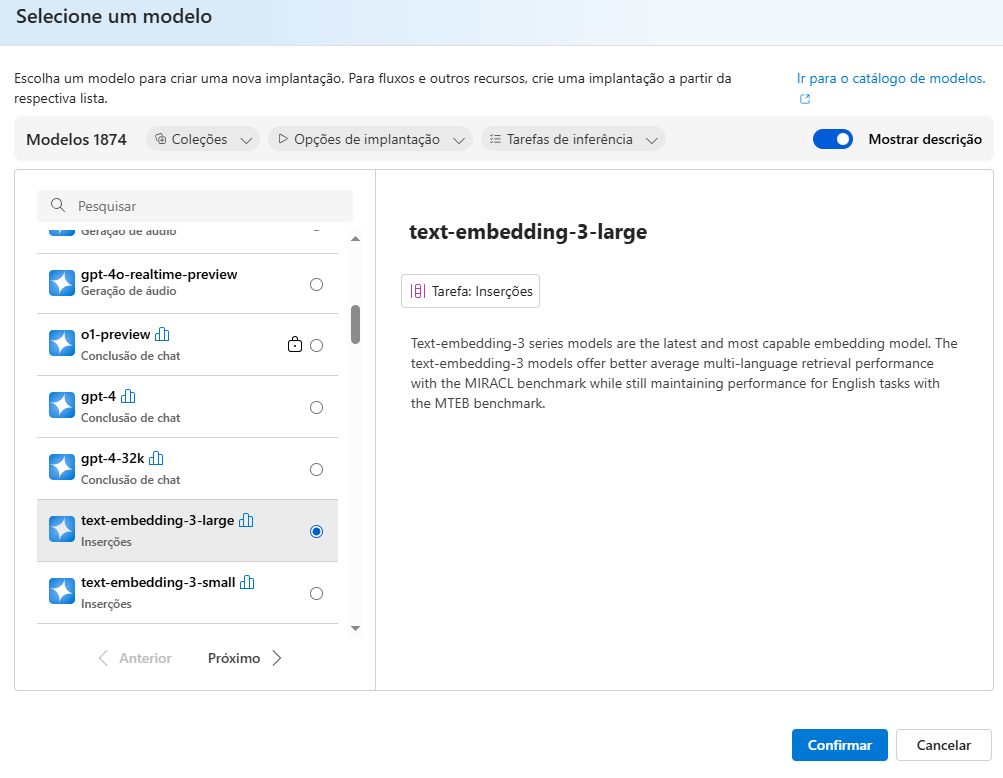 Selecione um modelo
Escolha um modelo para criar uma nova implantação. Para fluxos e outros recursos, crie uma implantação a partir da
respectiva lista.
Ir para o catálogo de modelos.
Modelos 1874
Coleções
Opções de implantação
Tarefas de inferência
Mostrar descrição
Pesquisar
Geração de áudio
gpt-4o-realtime-preview
Geração de áudio
o1-preview
Conclusão de chat
gpt-4
Conclusão de chat
gpt-4-32k
Conclusão de chat
text-embedding-3-large
Inserções
text-embedding-3-small
Inserções
Anterior
Próximo
text-embedding-3-large
Tarefa: Inserções
Text-embedding-3 series models are the latest and most capable embedding model. The
text-embedding-3 models offer better average multi-language retrieval performance
with the MIRACL benchmark while still maintaining performance for English tasks with
the MTEB benchmark.
Confirmar
Cancelar